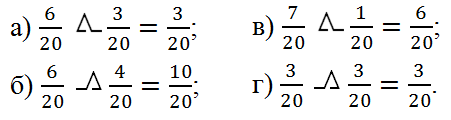 а) 6/20 ⧍ 3/20 = 3/20; в) 7/20 ⧍ 1/20 = 6/20;
б) 6/20 ⧍ 4/20 = 10/20; г) 3/20 ⧍ 3/20 = 3/20.